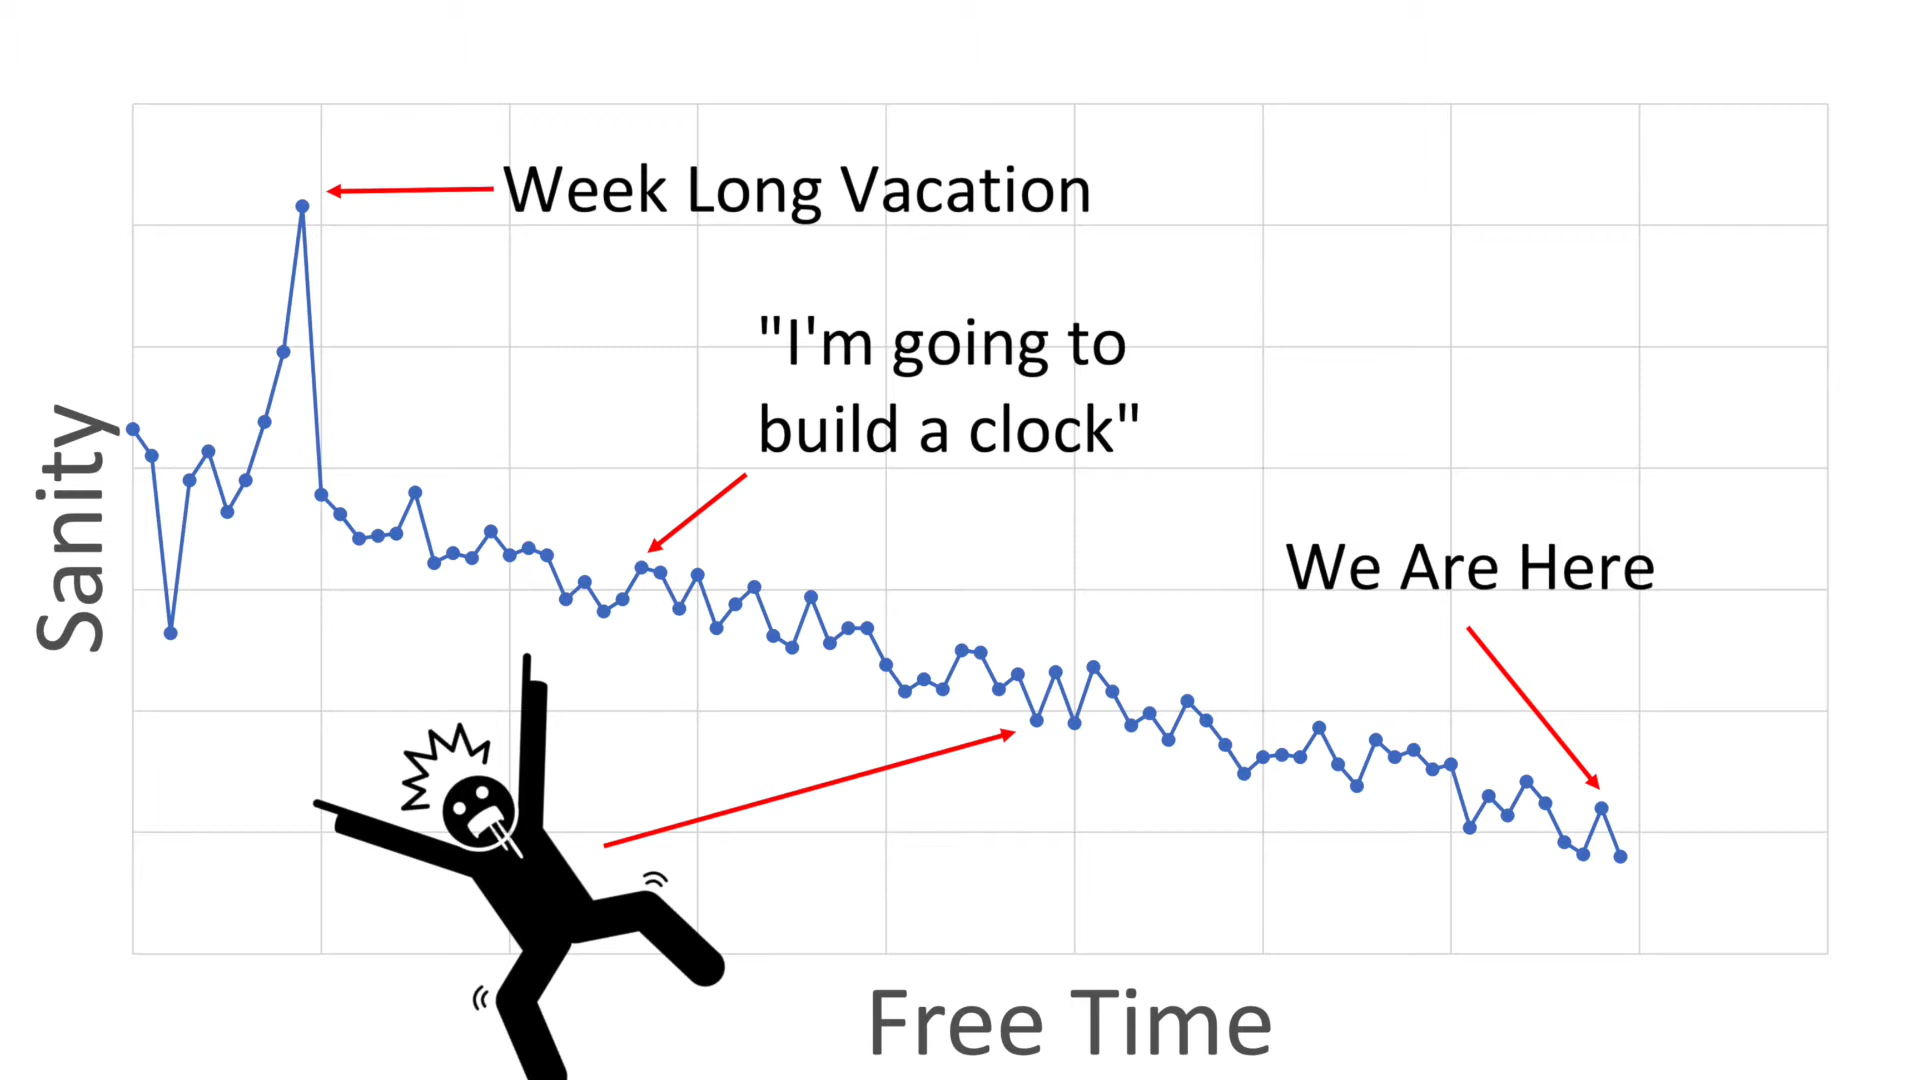 Week Long Vacation
"I'm going to
build a clock"
We Are Here
Sanity
Free Time